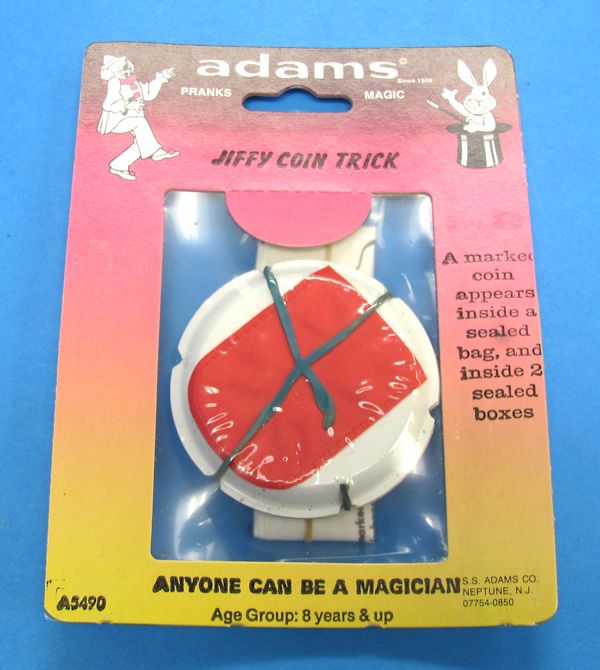 adams©
Since 1906
PRANKS
MAGIC
JIFFY COIN TRICK
A marked
coin
appears
inside a
sealed
bag, and
inside 2
sealed
boxes
ANYONE CAN BE A MAGICIAN
S.S. ADAMS CO.
NEPTUNE, N.J.
07754-0850
A5490
Age Group: 8 years & up